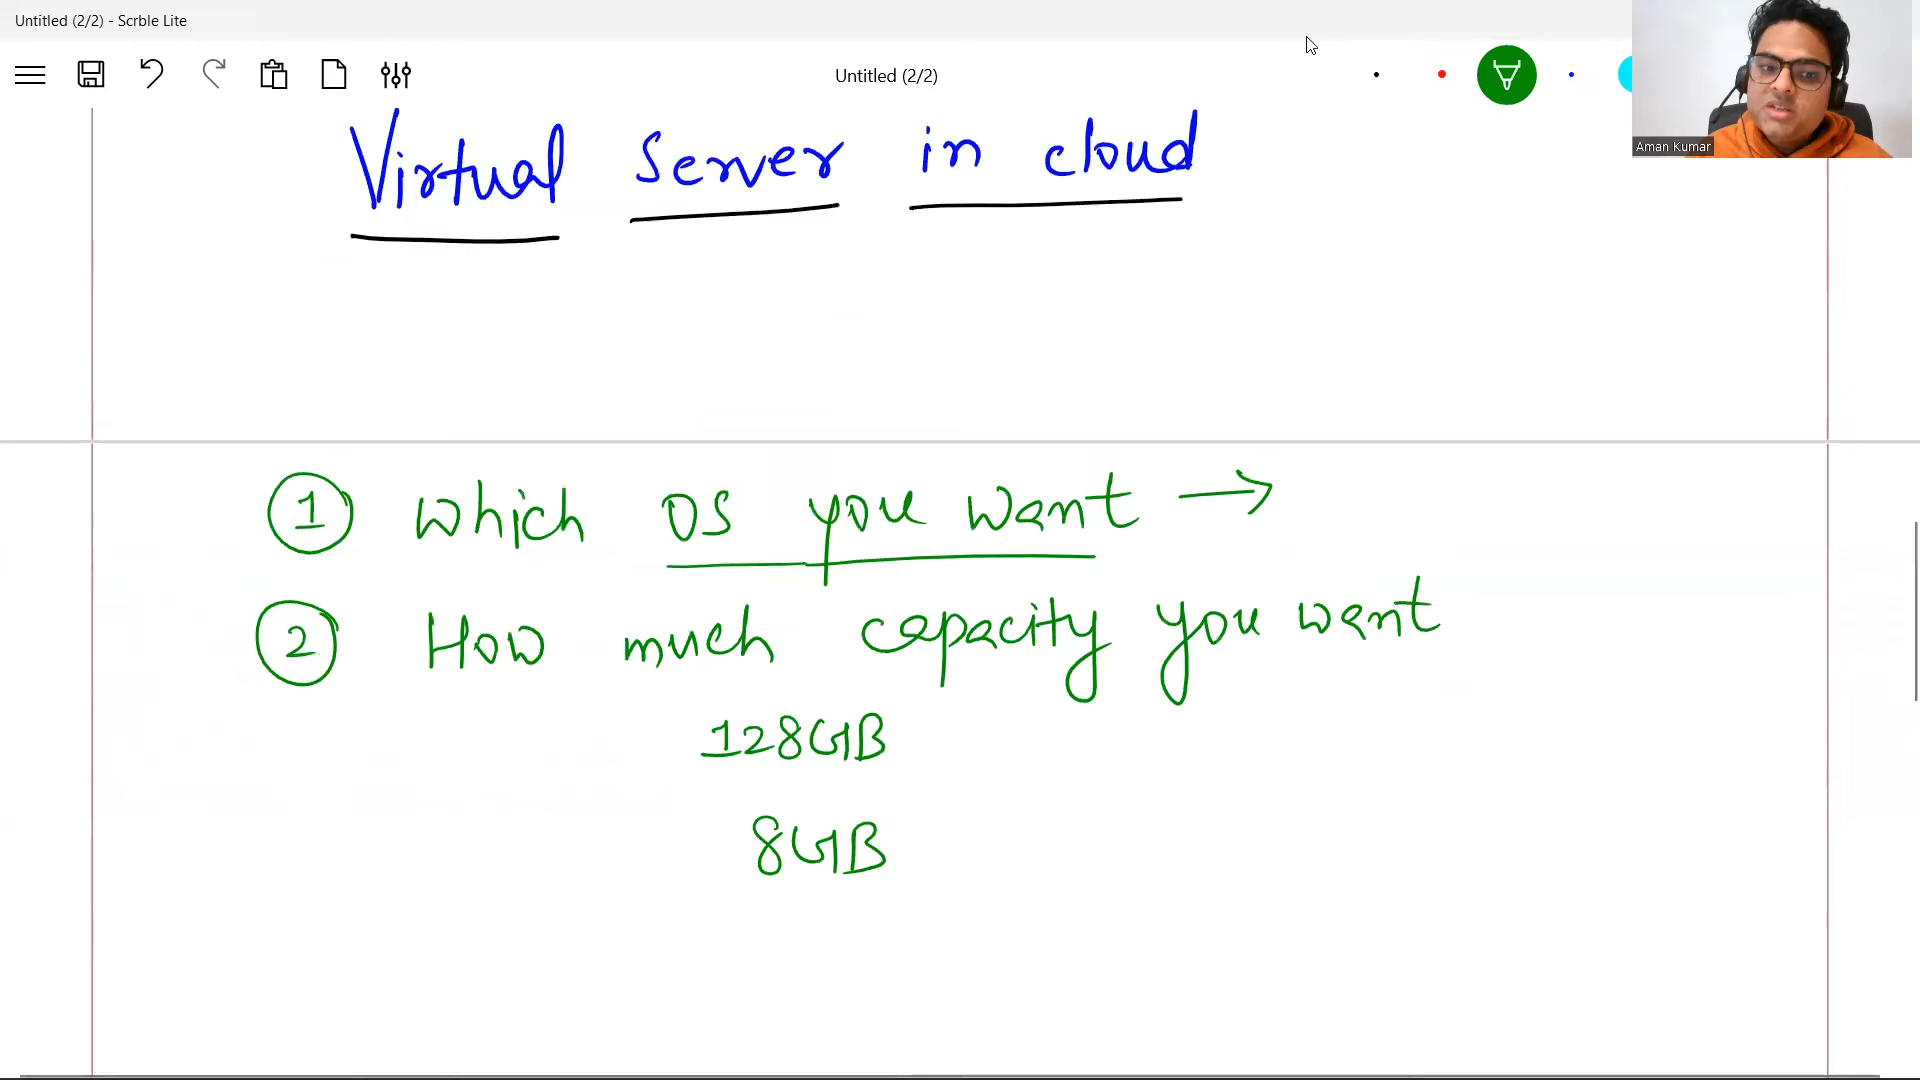 Untitled (2/2) - Scrble Lite
Untitled (2/2)
Aman Kumar
Virtual Server in cloud
1 which OS you want →
2 How much capacity you want
128GB
8GB